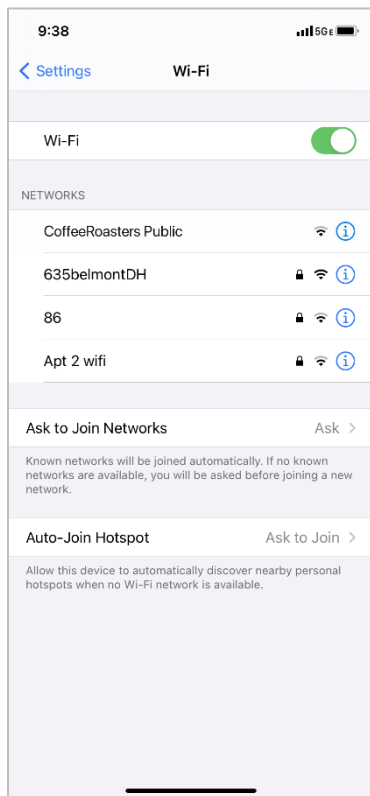 9:38 5G E
Settings Wi-Fi
Wi-Fi
NETWORKS
CoffeeRoasters Public
635belmontDH
86
Apt 2 wifi
Ask to Join Networks Ask
Known networks will be joined automatically. If no known
networks are available, you will be asked before joining a new
network.
Auto-Join Hotspot Ask to Join
Allow this device to automatically discover nearby personal
hotspots when no Wi-Fi network is available.